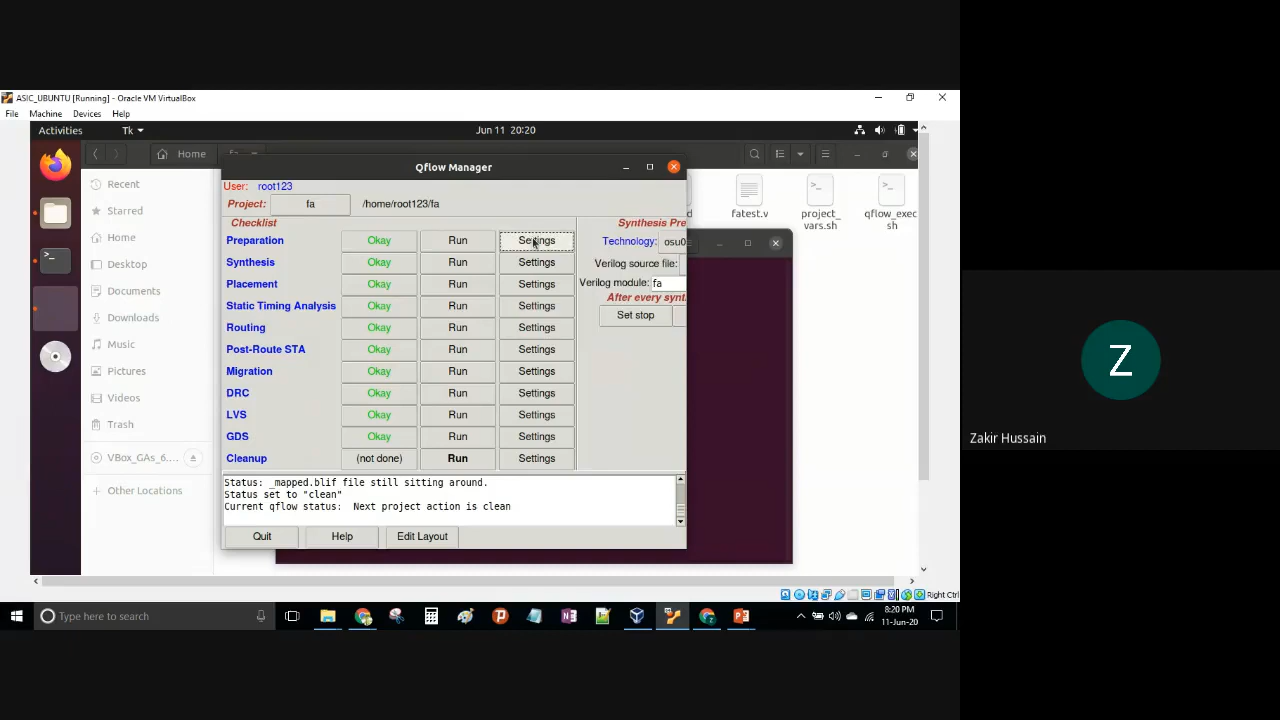 ASIC_UBUNTU [Running] - Oracle VM VirtualBox
File Machine Devices Help
Activities Tk Jun 11 20:20
Home
Recent
Starred
Home
Desktop
Documents
Downloads
Music
Pictures
Videos
Trash
VBox_GAs_6....
Other Locations
fatest.v
project_
vars.sh
qflow_exec
sh
Qflow Manager
User: root123
Project: fa /home/root123/fa
Checklist
Preparation Okay Run Settings
Synthesis Okay Run Settings
Placement Okay Run Settings
Static Timing Analysis Okay Run Settings
Routing Okay Run Settings
Post-Route STA Okay Run Settings
Migration Okay Run Settings
DRC Okay Run Settings
LVS Okay Run Settings
GDS Okay Run Settings
Cleanup (not done) Run Settings
Synthesis Pre
Technology: osu0
Verilog source file:
Verilog module: fa
After every synt
Set stop
Status: _mapped.blif file still sitting around.
Status set to "clean"
Current qflow status: Next project action is clean
Quit Help Edit Layout
Right Ctrl
Type here to search
8:20 PM
11-Jun-20
Z
Zakir Hussain